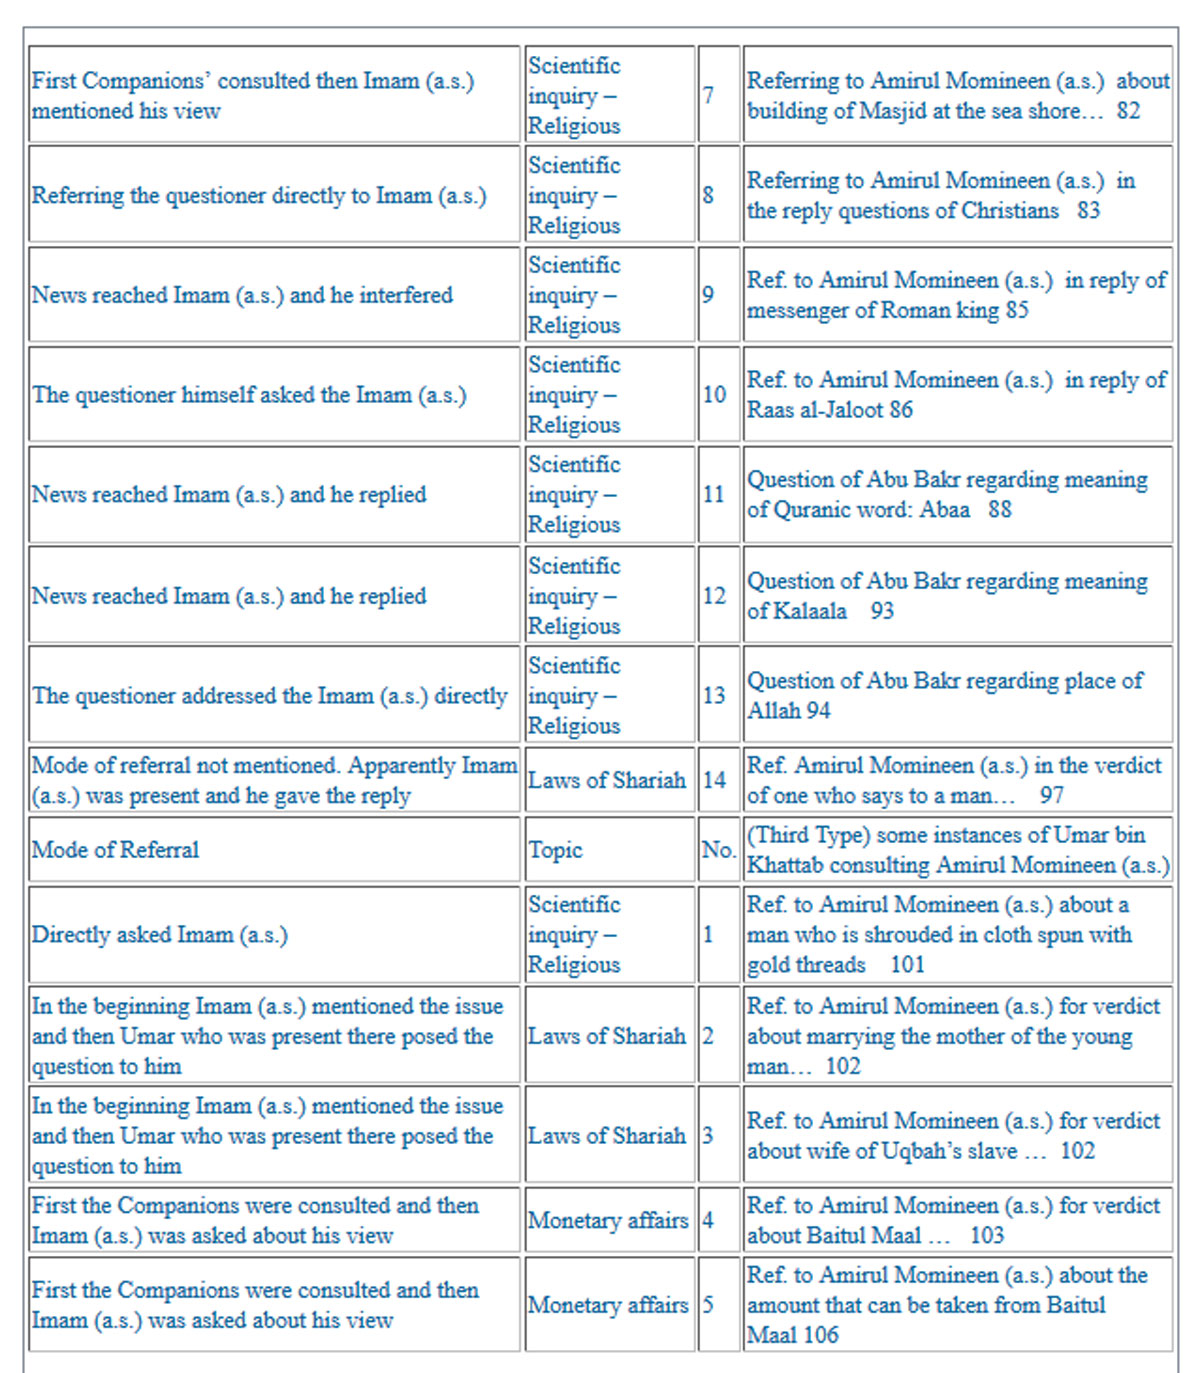 First Companions’ consulted then Imam (a.s.)
mentioned his view
Scientific
inquiry –
Religious
7
Referring to Amirul Momineen (a.s.) about
building of Masjid at the sea shore… 82
Referring the questioner directly to Imam (a.s.)
Scientific
inquiry –
Religious
8
Referring to Amirul Momineen (a.s.) in
the reply questions of Christians 83
News reached Imam (a.s.) and he interfered
Scientific
inquiry –
Religious
9
Ref. to Amirul Momineen (a.s.) in reply of
messenger of Roman king 85
The questioner himself asked the Imam (a.s.)
Scientific
inquiry –
Religious
10
Ref. to Amirul Momineen (a.s.) in reply of
Raas al-Jaloot 86
News reached Imam (a.s.) and he replied
Scientific
inquiry –
Religious
11
Question of Abu Bakr regarding meaning
of Quranic word: Abaa 88
News reached Imam (a.s.) and he replied
Scientific
inquiry –
Religious
12
Question of Abu Bakr regarding meaning
of Kalaala 93
The questioner addressed the Imam (a.s.) directly
Scientific
inquiry –
Religious
13
Question of Abu Bakr regarding place of
Allah 94
Mode of referral not mentioned. Apparently Imam
(a.s.) was present and he gave the reply
Laws of Shariah
14
Ref. Amirul Momineen (a.s.) in the verdict
of one who says to a man… 97
Mode of Referral
Topic
No.
(Third Type) some instances of Umar bin
Khattab consulting Amirul Momineen (a.s.)
Directly asked Imam (a.s.)
Scientific
inquiry –
Religious
1
Ref. to Amirul Momineen (a.s.) about a
man who is shrouded in cloth spun with
gold threads 101
In the beginning Imam (a.s.) mentioned the issue
and then Umar who was present there posed the
question to him
Laws of Shariah
2
Ref. to Amirul Momineen (a.s.) for verdict
about marrying the mother of the young
man… 102
In the beginning Imam (a.s.) mentioned the issue
and then Umar who was present there posed the
question to him
Laws of Shariah
3
Ref. to Amirul Momineen (a.s.) for verdict
about wife of Uqbah’s slave … 102
First the Companions were consulted and then
Imam (a.s.) was asked about his view
Monetary affairs
4
Ref. to Amirul Momineen (a.s.) for verdict
about Baitul Maal … 103
First the Companions were consulted and then
Imam (a.s.) was asked about his view
Monetary affairs
5
Ref. to Amirul Momineen (a.s.) about the
amount that can be taken from Baitul
Maal 106